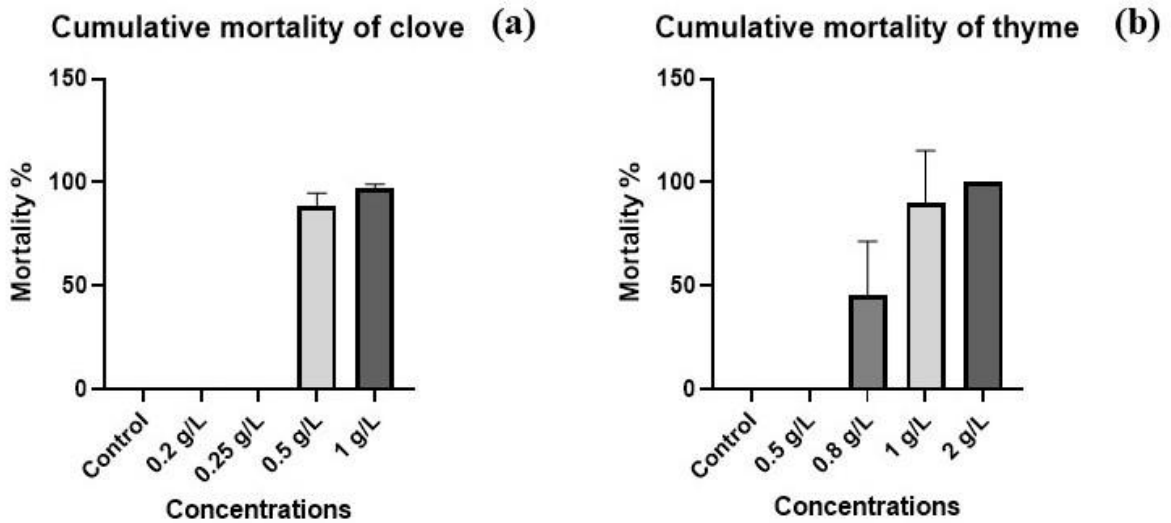 Cumulative mortality of clove (a)
150
100
50
0
Mortality %
Control
0.2 g/L
0.25 g/L
0.5 g/L
1 g/L
Concentrations
Cumulative mortality of thyme (b)
150
100
50
0
Mortality %
Control
0.5 g/L
0.8 g/L
1 g/L
2 g/L
Concentrations